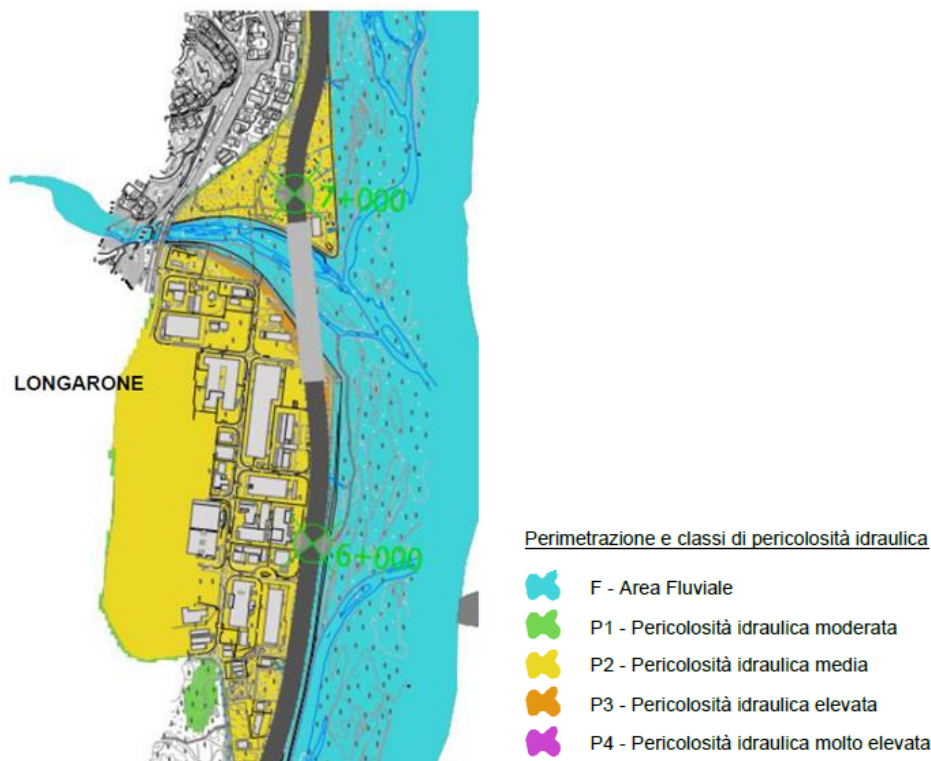 7+000
LONGARONE
6+000
Perimetrazione e classi di pericolosità idraulica
F - Area Fluviale
P1 - Pericolosità idraulica moderata
P2 - Pericolosità idraulica media
P3 - Pericolosità idraulica elevata
P4 - Pericolosità idraulica molto elevata